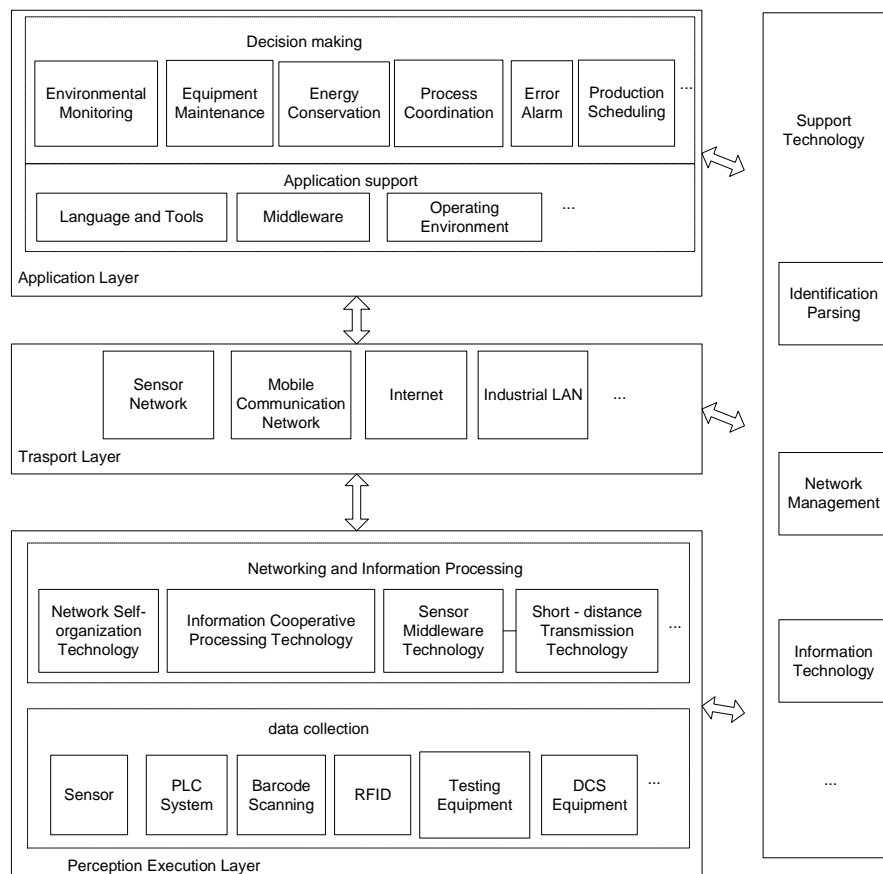 Decision making
Environmental
Monitoring
Equipment
Maintenance
Energy
Conservation
Process
Coordination
Error
Alarm
Production
Scheduling
...
Application support
Language and Tools
Middleware
Operating
Environment
...
Application Layer
Sensor
Network
Mobile
Communication
Network
Internet
Industrial LAN
...
Trasport Layer
Networking and Information Processing
Network Self-
organization
Technology
Information Cooperative
Processing Technology
Sensor
Middleware
Technology
Short - distance
Transmission
Technology
...
data collection
Sensor
PLC
System
Barcode
Scanning
RFID
Testing
Equipment
DCS
Equipment
...
Perception Execution Layer
Support
Technology
Identification
Parsing
Network
Management
Information
Technology
...